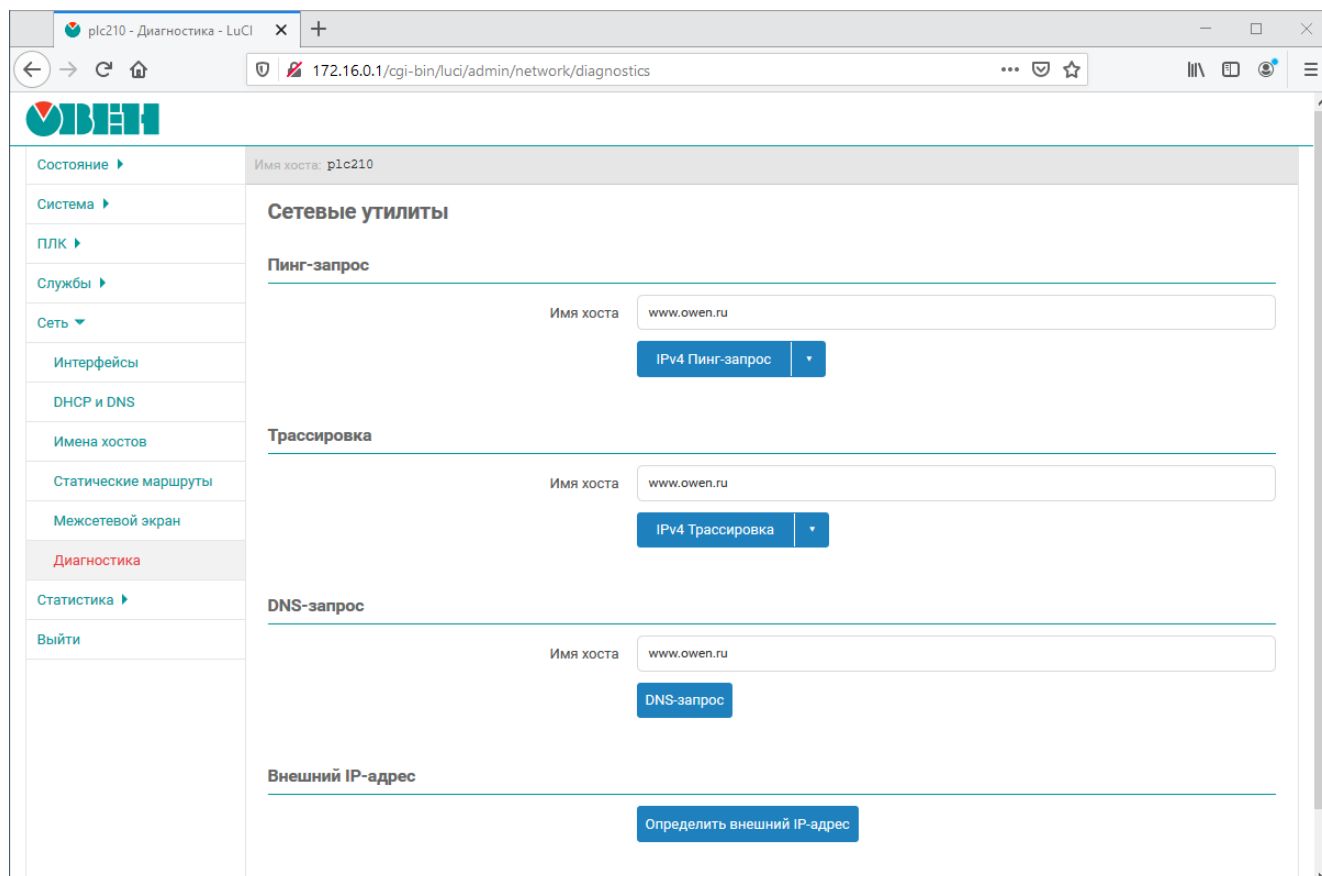 plc210 - Диагностика - LuCI
172.16.0.1/cgi-bin/luci/admin/network/diagnostics
ОВЕН
Состояние
Система
ПЛК
Службы
Сеть
Интерфейсы
DHCP и DNS
Имена хостов
Статические маршруты
Межсетевой экран
Диагностика
Статистика
Выйти
Имя хоста: plc210
Сетевые утилиты
Пинг-запрос
Имя хоста www.owen.ru
IPv4 Пинг-запрос
Трассировка
Имя хоста www.owen.ru
IPv4 Трассировка
DNS-запрос
Имя хоста www.owen.ru
DNS-запрос
Внешний IP-адрес
Определить внешний IP-адрес